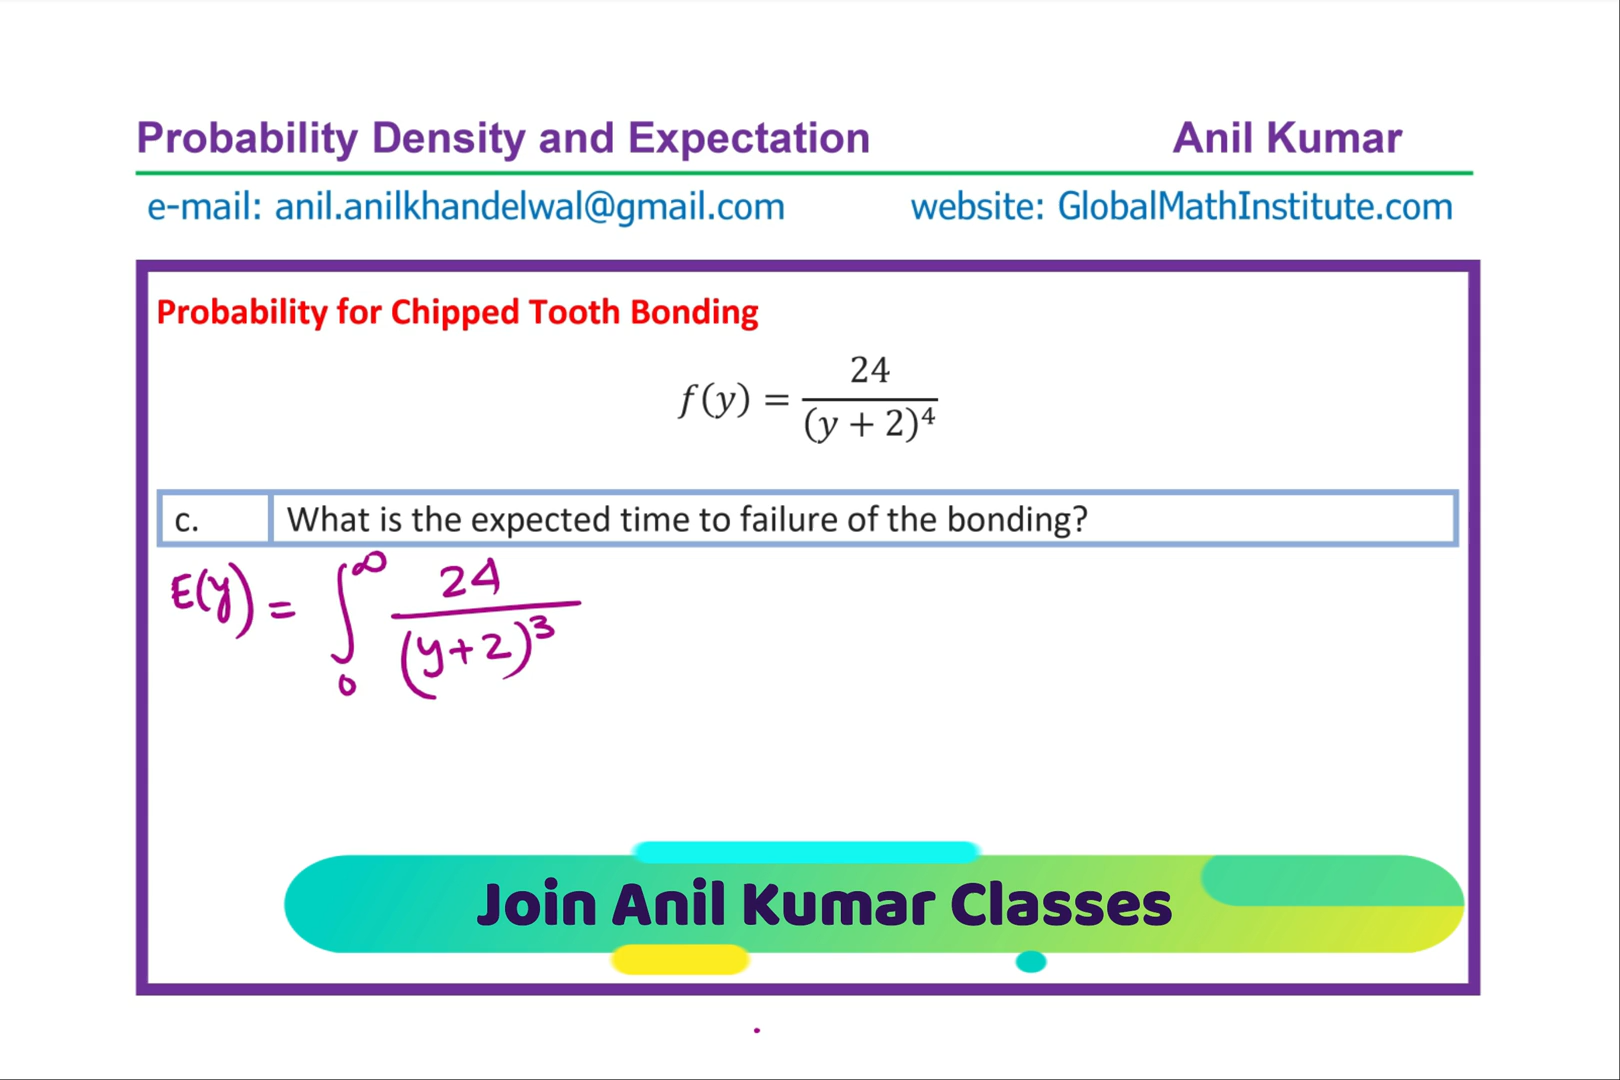 Probability Density and Expectation Anil Kumar
e-mail: anil.anilkhandelwal@gmail.com website: GlobalMathInstitute.com
Probability for Chipped Tooth Bonding
f(y) = 24/(y + 2)⁴
c. What is the expected time to failure of the bonding?
E(y) = ∫₀^∞ 24/(y+2)³
Join Anil Kumar Classes